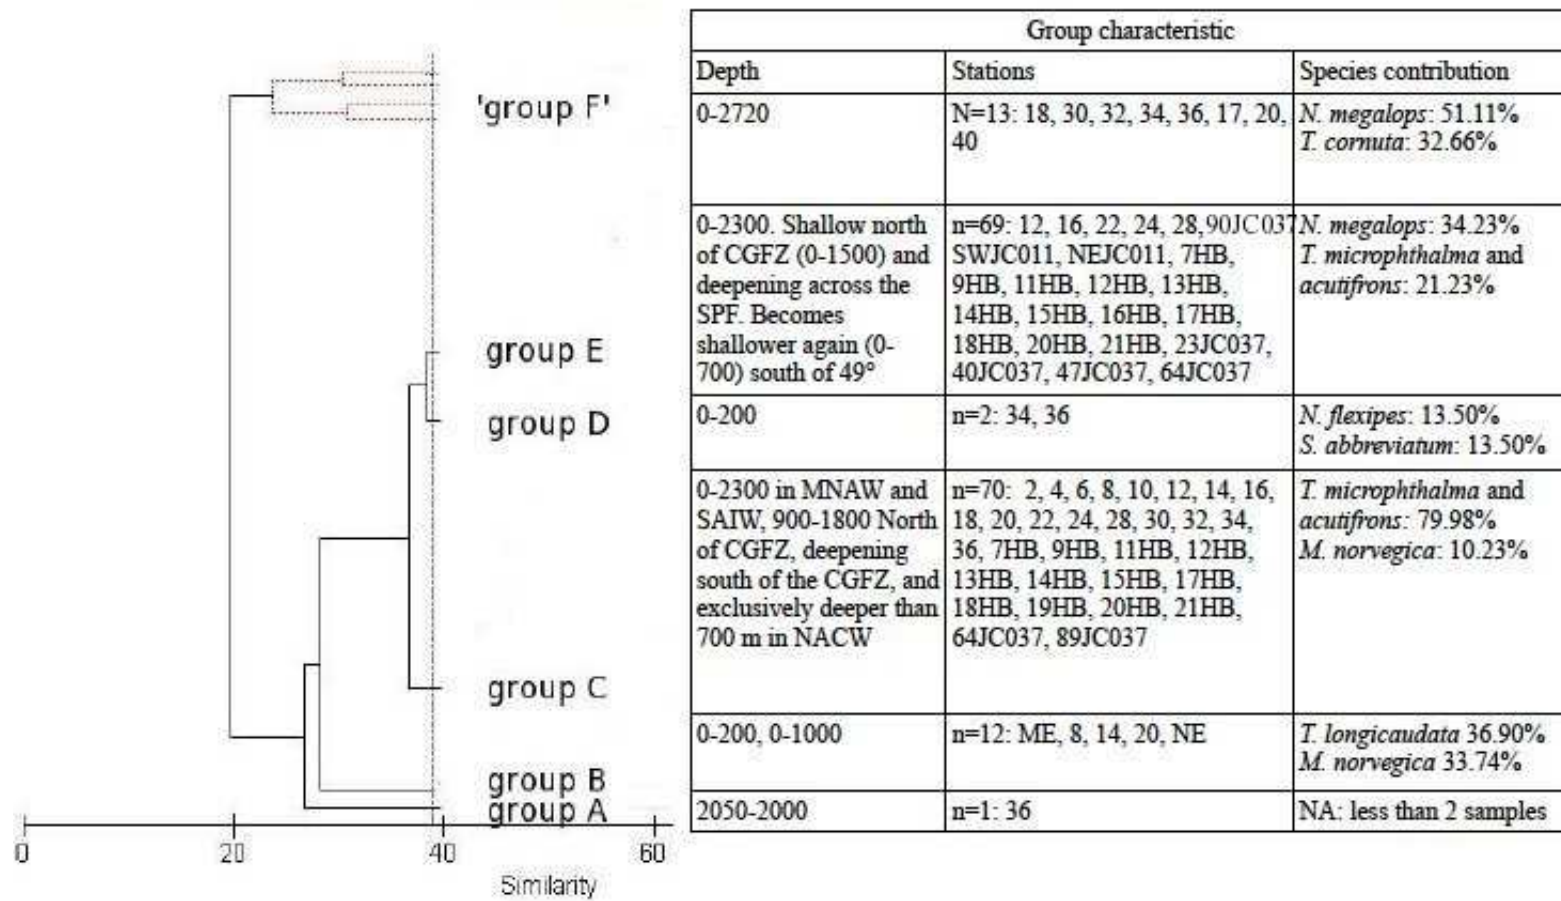 Group characteristic
Depth
Stations
Species contribution
'group F'
0-2720
N=13: 18, 30, 32, 34, 36, 17, 20,
40
N. megalops: 51.11%
T. cornuta: 32.66%
group E
0-2300. Shallow north
of CGFZ (0-1500) and
deepening across the
SPF. Becomes
shallower again (0-
700) south of 49°
n=69: 12, 16, 22, 24, 28,90JC037
SWJC011, NEJC011, 7HB,
9HB, 11HB, 12HB, 13HB,
14HB, 15HB, 16HB, 17HB,
18HB, 20HB, 21HB, 23JC037,
40JC037, 47JC037, 64JC037
N. megalops: 34.23%
T. microphthalma and
acutifrons: 21.23%
group D
0-200
n=2: 34, 36
N. flexipes: 13.50%
S. abbreviatum: 13.50%
group C
0-2300 in MNAW and
SAIW, 900-1800 North
of CGFZ, deepening
south of the CGFZ, and
exclusively deeper than
700 m in NACW
n=70: 2, 4, 6, 8, 10, 12, 14, 16,
18, 20, 22, 24, 28, 30, 32, 34,
36, 7HB, 9HB, 11HB, 12HB,
13HB, 14HB, 15HB, 17HB,
18HB, 19HB, 20HB, 21HB,
64JC037, 89JC037
T. microphthalma and
acutifrons: 79.98%
M. norvegica: 10.23%
group B
0-200, 0-1000
n=12: ME, 8, 14, 20, NE
T. longicaudata 36.90%
M. norvegica 33.74%
group A
2050-2000
n=1: 36
NA: less than 2 samples
0 20 40 60
Similarity